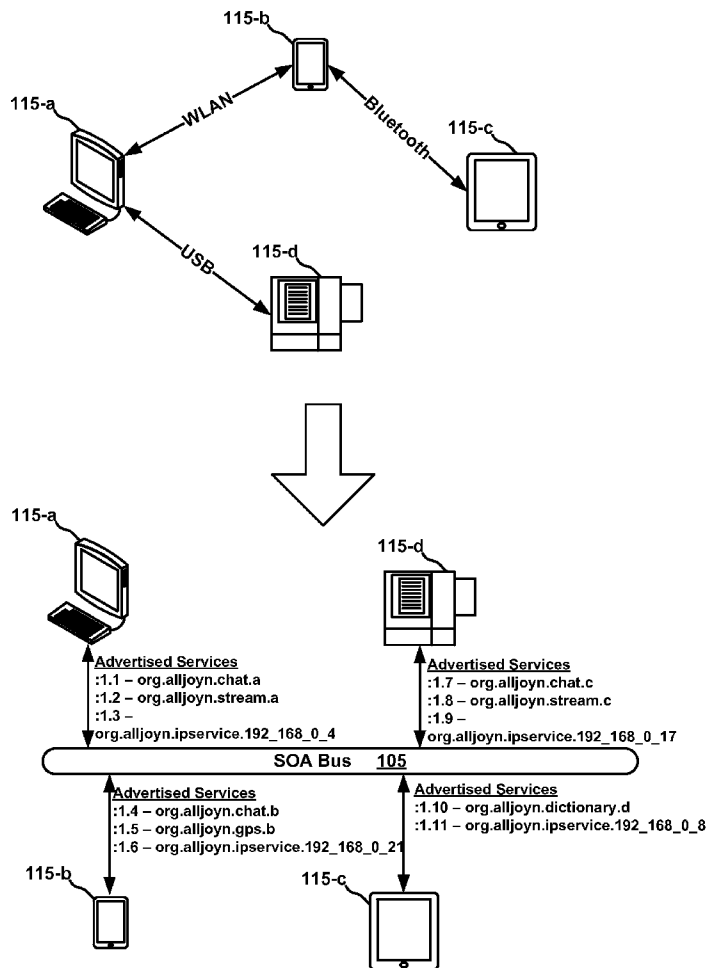 115-b
115-a
WLAN
Bluetooth
115-c
USB
115-d
115-a
115-d
Advertised Services
:1.1 – org.alljoyn.chat.a
:1.2 – org.alljoyn.stream.a
:1.3 –
org.alljoyn.ipservice.192_168_0_4
Advertised Services
:1.7 – org.alljoyn.chat.c
:1.8 – org.alljoyn.stream.c
:1.9 –
org.alljoyn.ipservice.192_168_0_17
SOA Bus 105
Advertised Services
:1.4 – org.alljoyn.chat.b
:1.5 – org.alljoyn.gps.b
:1.6 – org.alljoyn.ipservice.192_168_0_21
Advertised Services
:1.10 – org.alljoyn.dictionary.d
:1.11 – org.alljoyn.ipservice.192_168_0_8
115-b
115-c